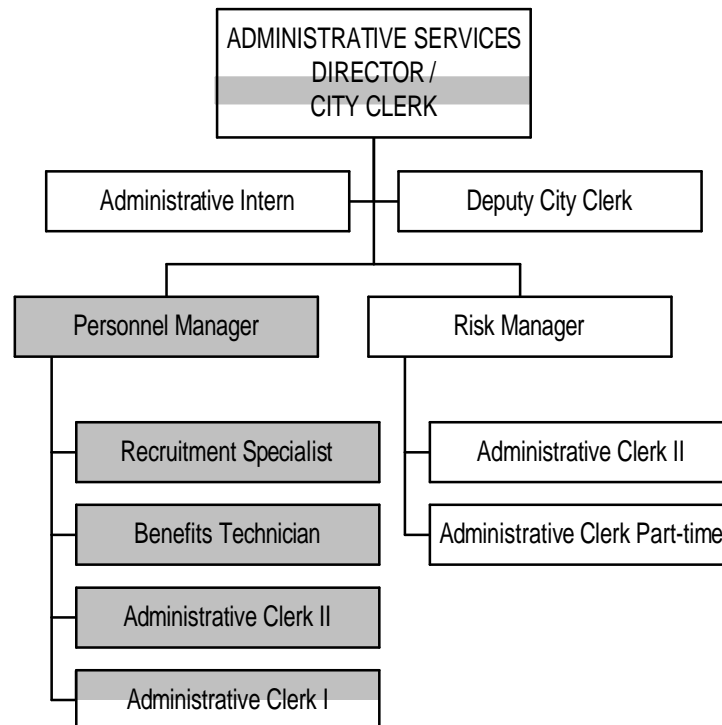 ADMINISTRATIVE SERVICES
DIRECTOR /
CITY CLERK
Administrative Intern
Deputy City Clerk
Personnel Manager
Risk Manager
Recruitment Specialist
Administrative Clerk II
Benefits Technician
Administrative Clerk Part-time
Administrative Clerk II
Administrative Clerk I